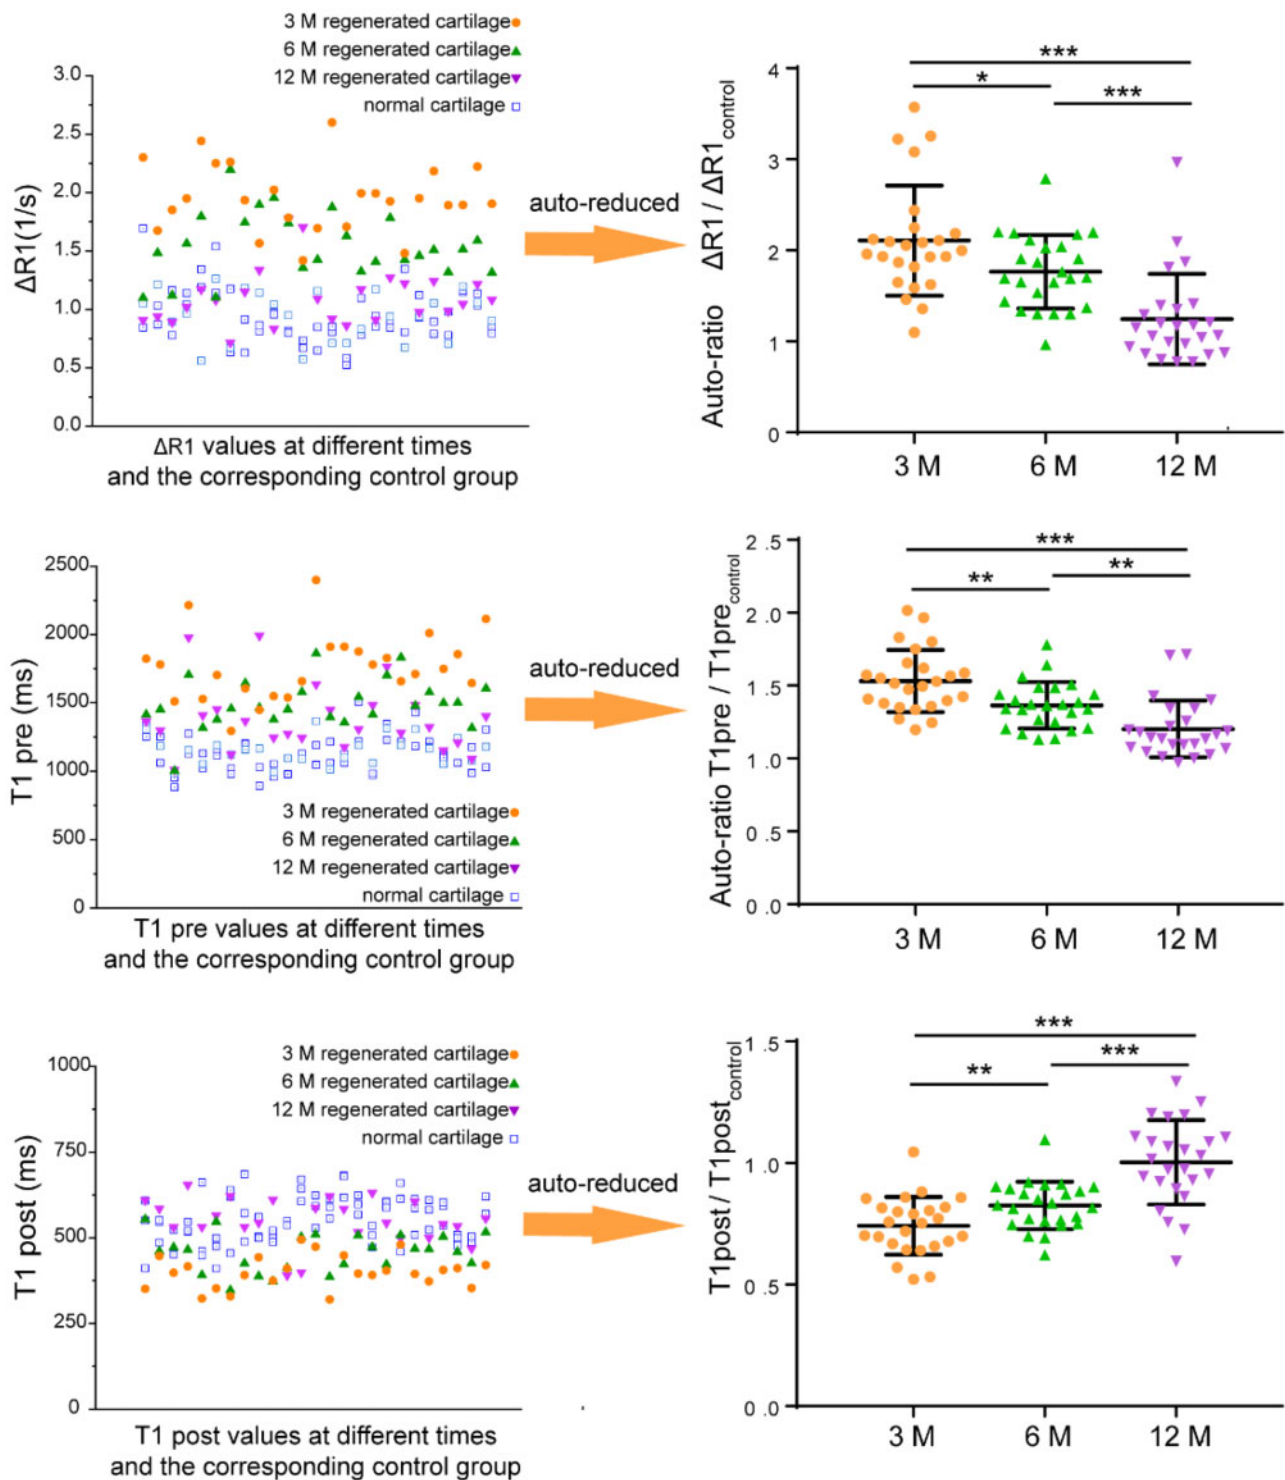 3 M regenerated cartilage
6 M regenerated cartilage
12 M regenerated cartilage
normal cartilage
3.0
2.5
2.0
1.5
1.0
0.5
0.0
ΔR1(1/s)
ΔR1 values at different times
and the corresponding control group
auto-reduced
***
*
***
4
3
2
1
0
Auto-ratio ΔR1 / ΔR1control
3 M 6 M 12 M
2500
2000
1500
1000
500
0
T1 pre (ms)
3 M regenerated cartilage
6 M regenerated cartilage
12 M regenerated cartilage
normal cartilage
T1 pre values at different times
and the corresponding control group
auto-reduced
***
**
**
2.5
2.0
1.5
1.0
0.5
0.0
Auto-ratio T1pre / T1precontrol
3 M 6 M 12 M
3 M regenerated cartilage
6 M regenerated cartilage
12 M regenerated cartilage
normal cartilage
1000
750
500
250
0
T1 post (ms)
T1 post values at different times
and the corresponding control group
auto-reduced
***
**
***
1.5
1.0
0.5
0.0
T1post / T1postcontrol
3 M 6 M 12 M